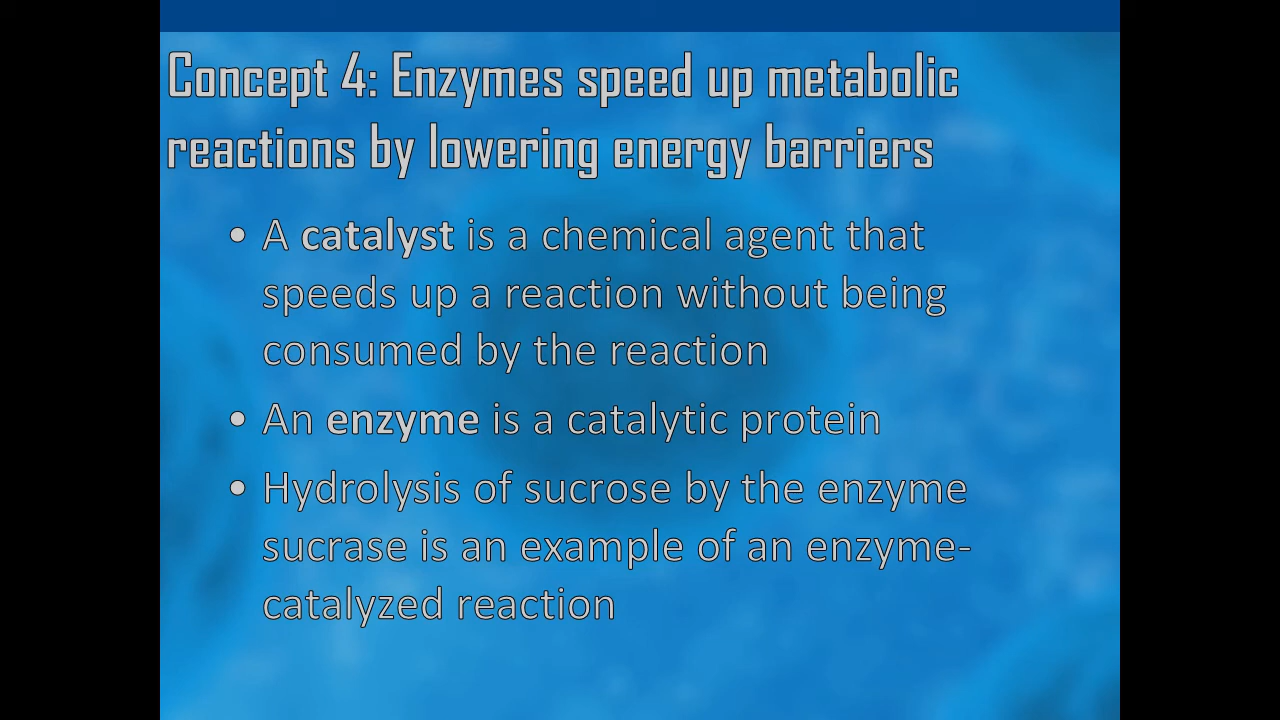 Concept 4: Enzymes speed up metabolic
reactions by lowering energy barriers
• A catalyst is a chemical agent that
speeds up a reaction without being
consumed by the reaction
• An enzyme is a catalytic protein
• Hydrolysis of sucrose by the enzyme
sucrase is an example of an enzyme-
catalyzed reaction